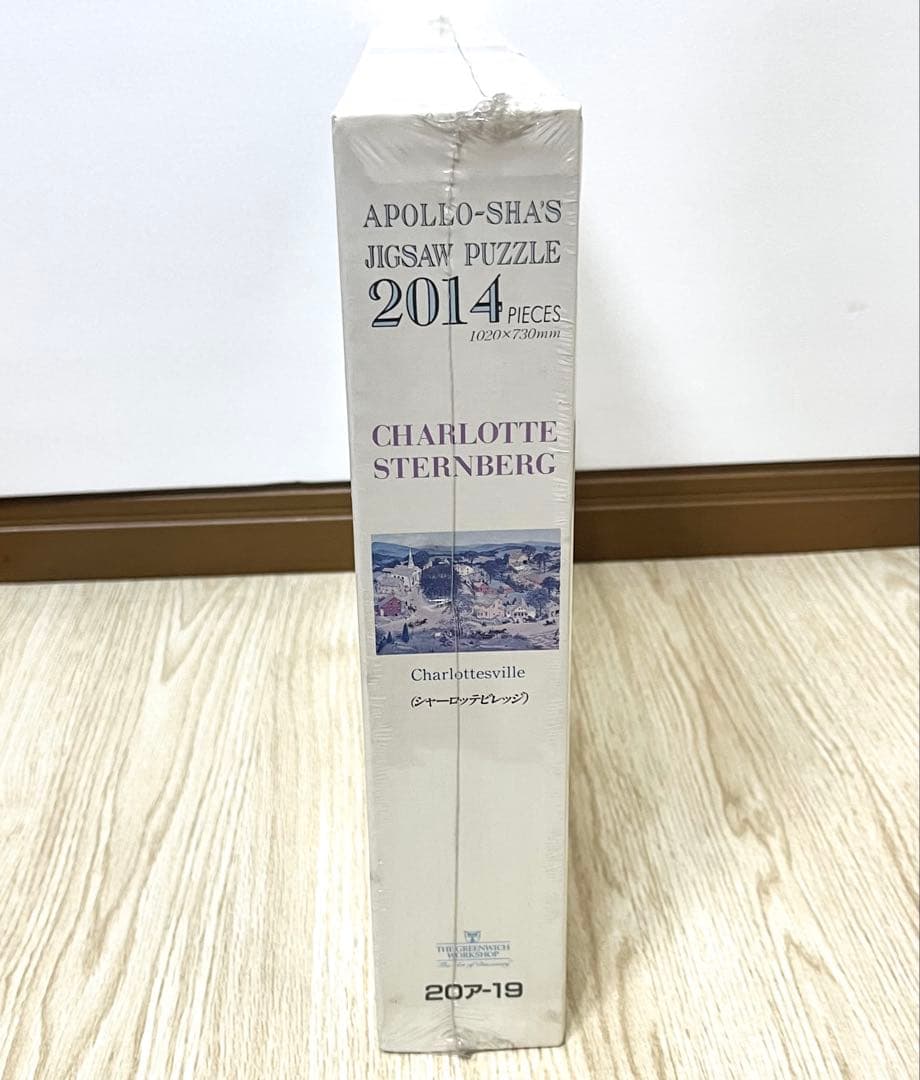 APOLLO-SHA'S
JIGSAW PUZZLE
2014 PIECES
1020×730mm
CHARLOTTE
STERNBERG
Charlottesville
(シャーロッテビレッジ)
THE GREENWICH
WORKSHOP
20ア-19